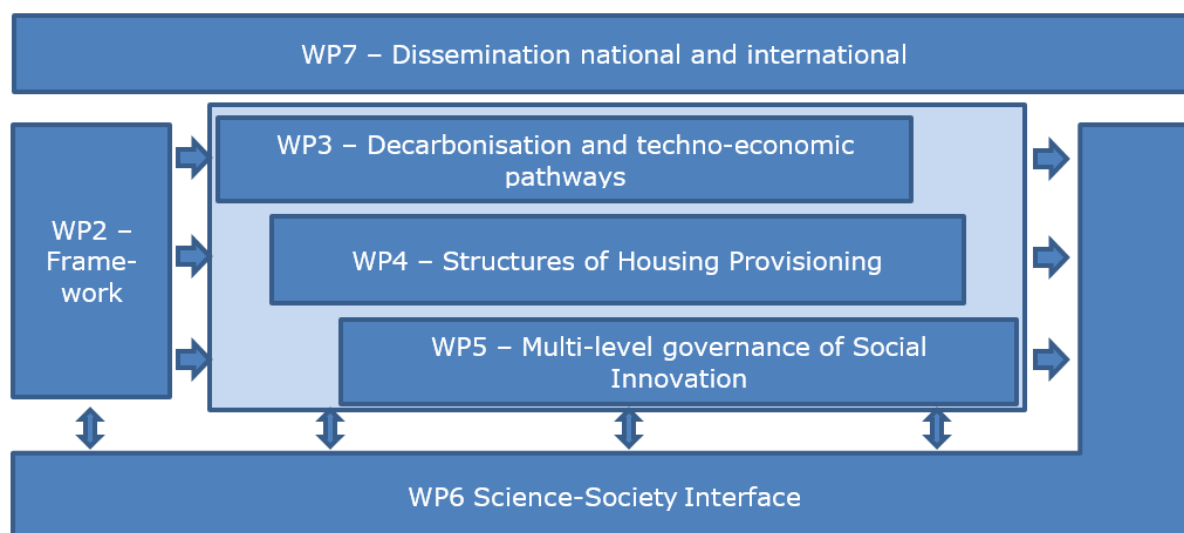 WP7 – Dissemination national and international
WP3 – Decarbonisation and techno-economic
pathways
WP2 –
Frame-
work
WP4 – Structures of Housing Provisioning
WP5 – Multi-level governance of Social
Innovation
WP6 Science-Society Interface